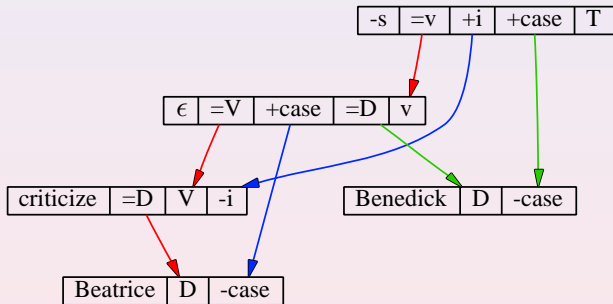 -s =v +i +case T
ϵ =V +case =D v
criticize =D V -i
Benedick D -case
Beatrice D -case